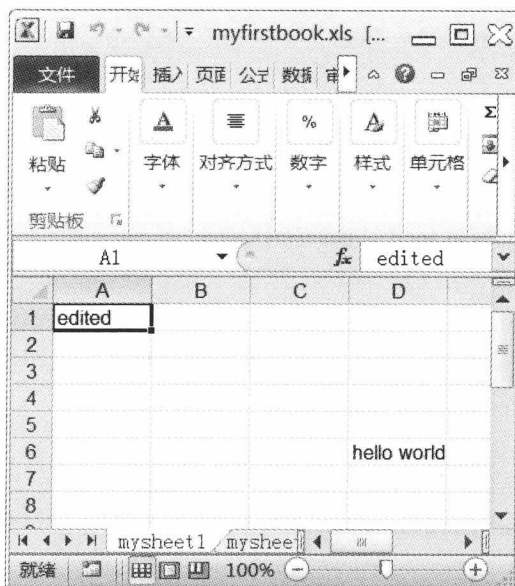 myfirstbook.xls [...
文件 开始 插入 页面 公式 数据 审
粘贴 字体 对齐方式 数字 样式 单元格 Σ
剪贴板
A1 fx edited
A B C D
1 edited
2
3
4
5
6 hello world
7
8
mysheet1 mysheet
就绪 100%